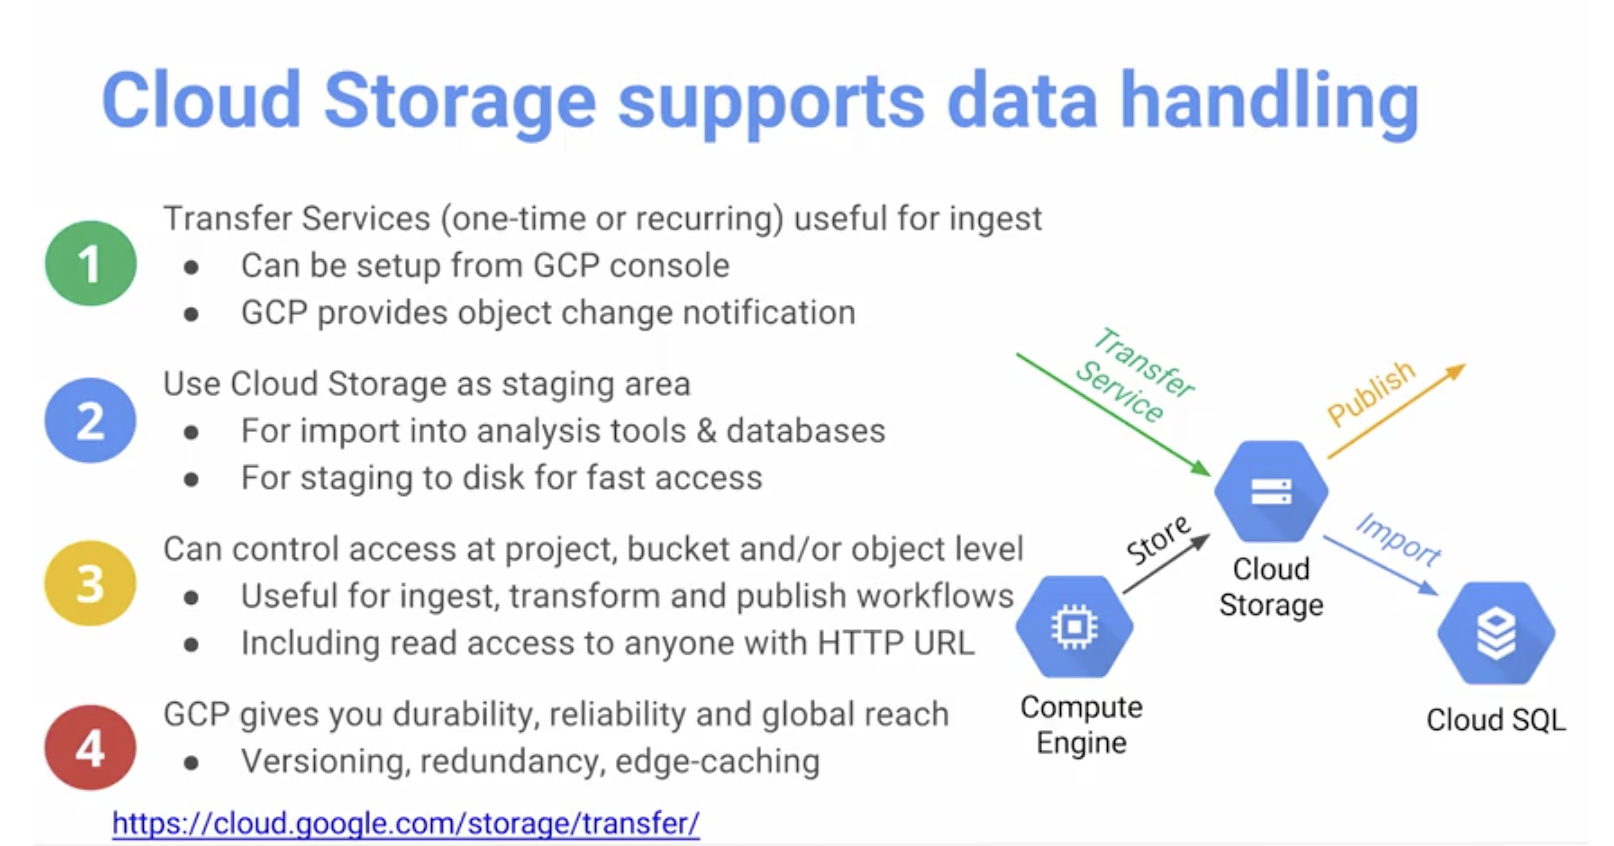 Cloud Storage supports data handling
1
Transfer Services (one-time or recurring) useful for ingest
● Can be setup from GCP console
● GCP provides object change notification
2
Use Cloud Storage as staging area
● For import into analysis tools & databases
● For staging to disk for fast access
3
Can control access at project, bucket and/or object level
● Useful for ingest, transform and publish workflows
● Including read access to anyone with HTTP URL
4
GCP gives you durability, reliability and global reach
● Versioning, redundancy, edge-caching
https://cloud.google.com/storage/transfer/
Transfer
Service
Publish
Store
Import
Cloud
Storage
Compute
Engine
Cloud SQL